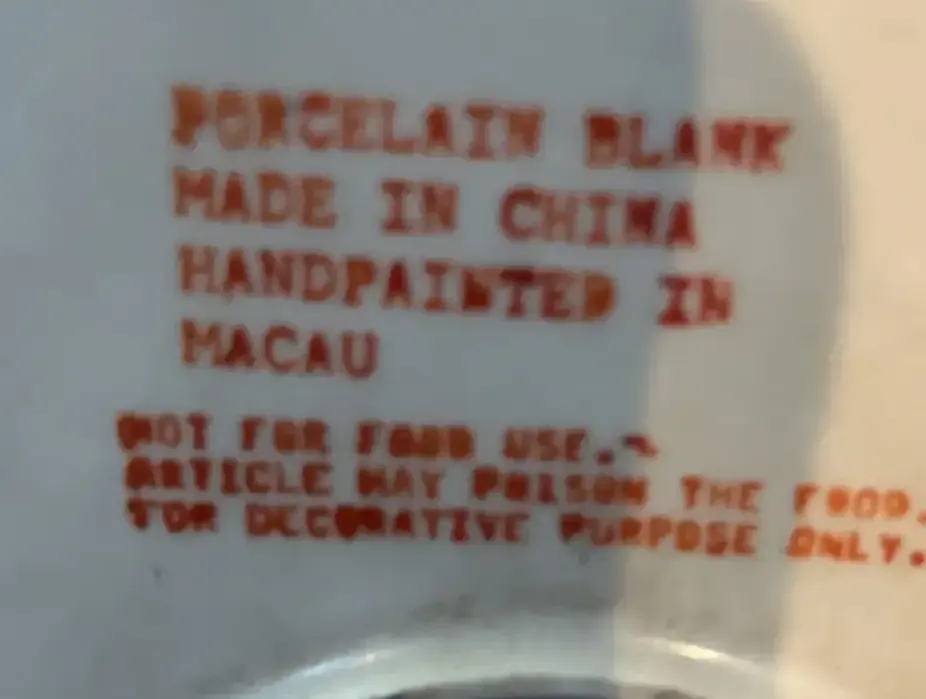 PORCELAIN BLANK
MADE IN CHINA
HANDPAINTED IN
MACAU
NOT FOR FOOD USE.
ARTICLE MAY POISON THE FOOD.
FOR DECORATIVE PURPOSE ONLY.